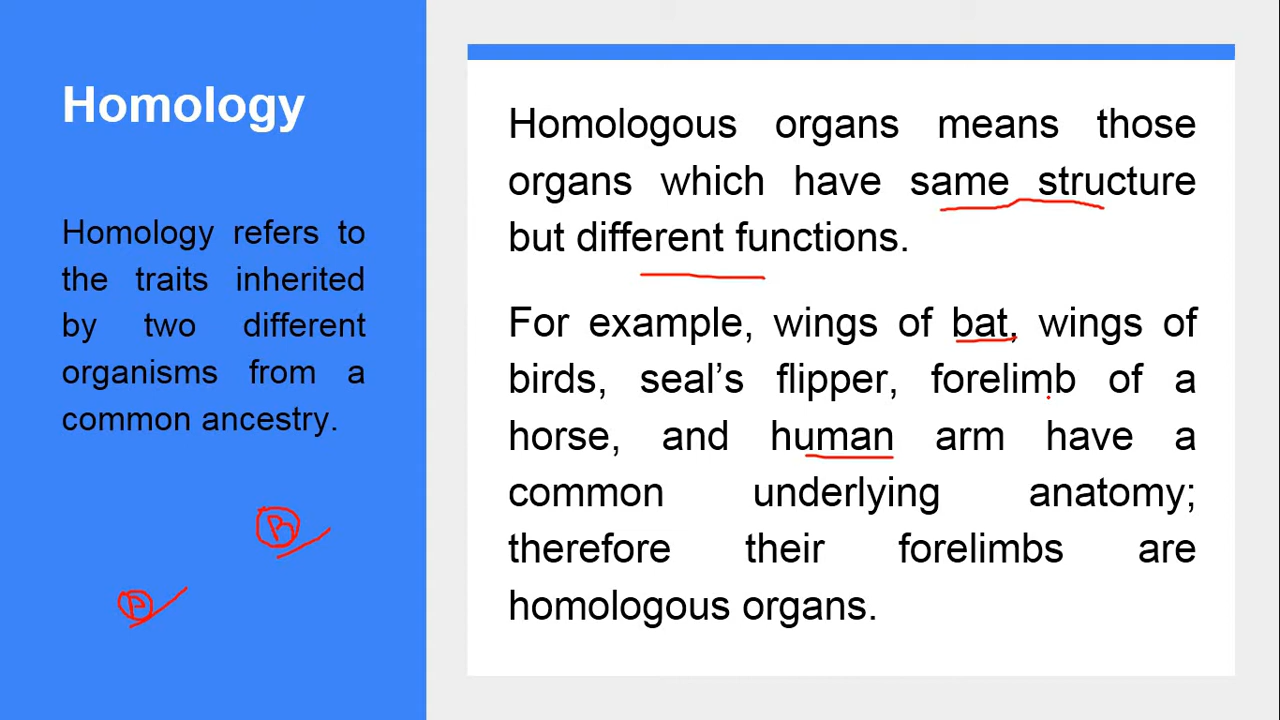 Homology
Homology refers to
the traits inherited
by two different
organisms from a
common ancestry.
B
P
Homologous organs means those
organs which have same structure
but different functions.
For example, wings of bat, wings of
birds, seal's flipper, forelimb of a
horse, and human arm have a
common underlying anatomy;
therefore their forelimbs are
homologous organs.